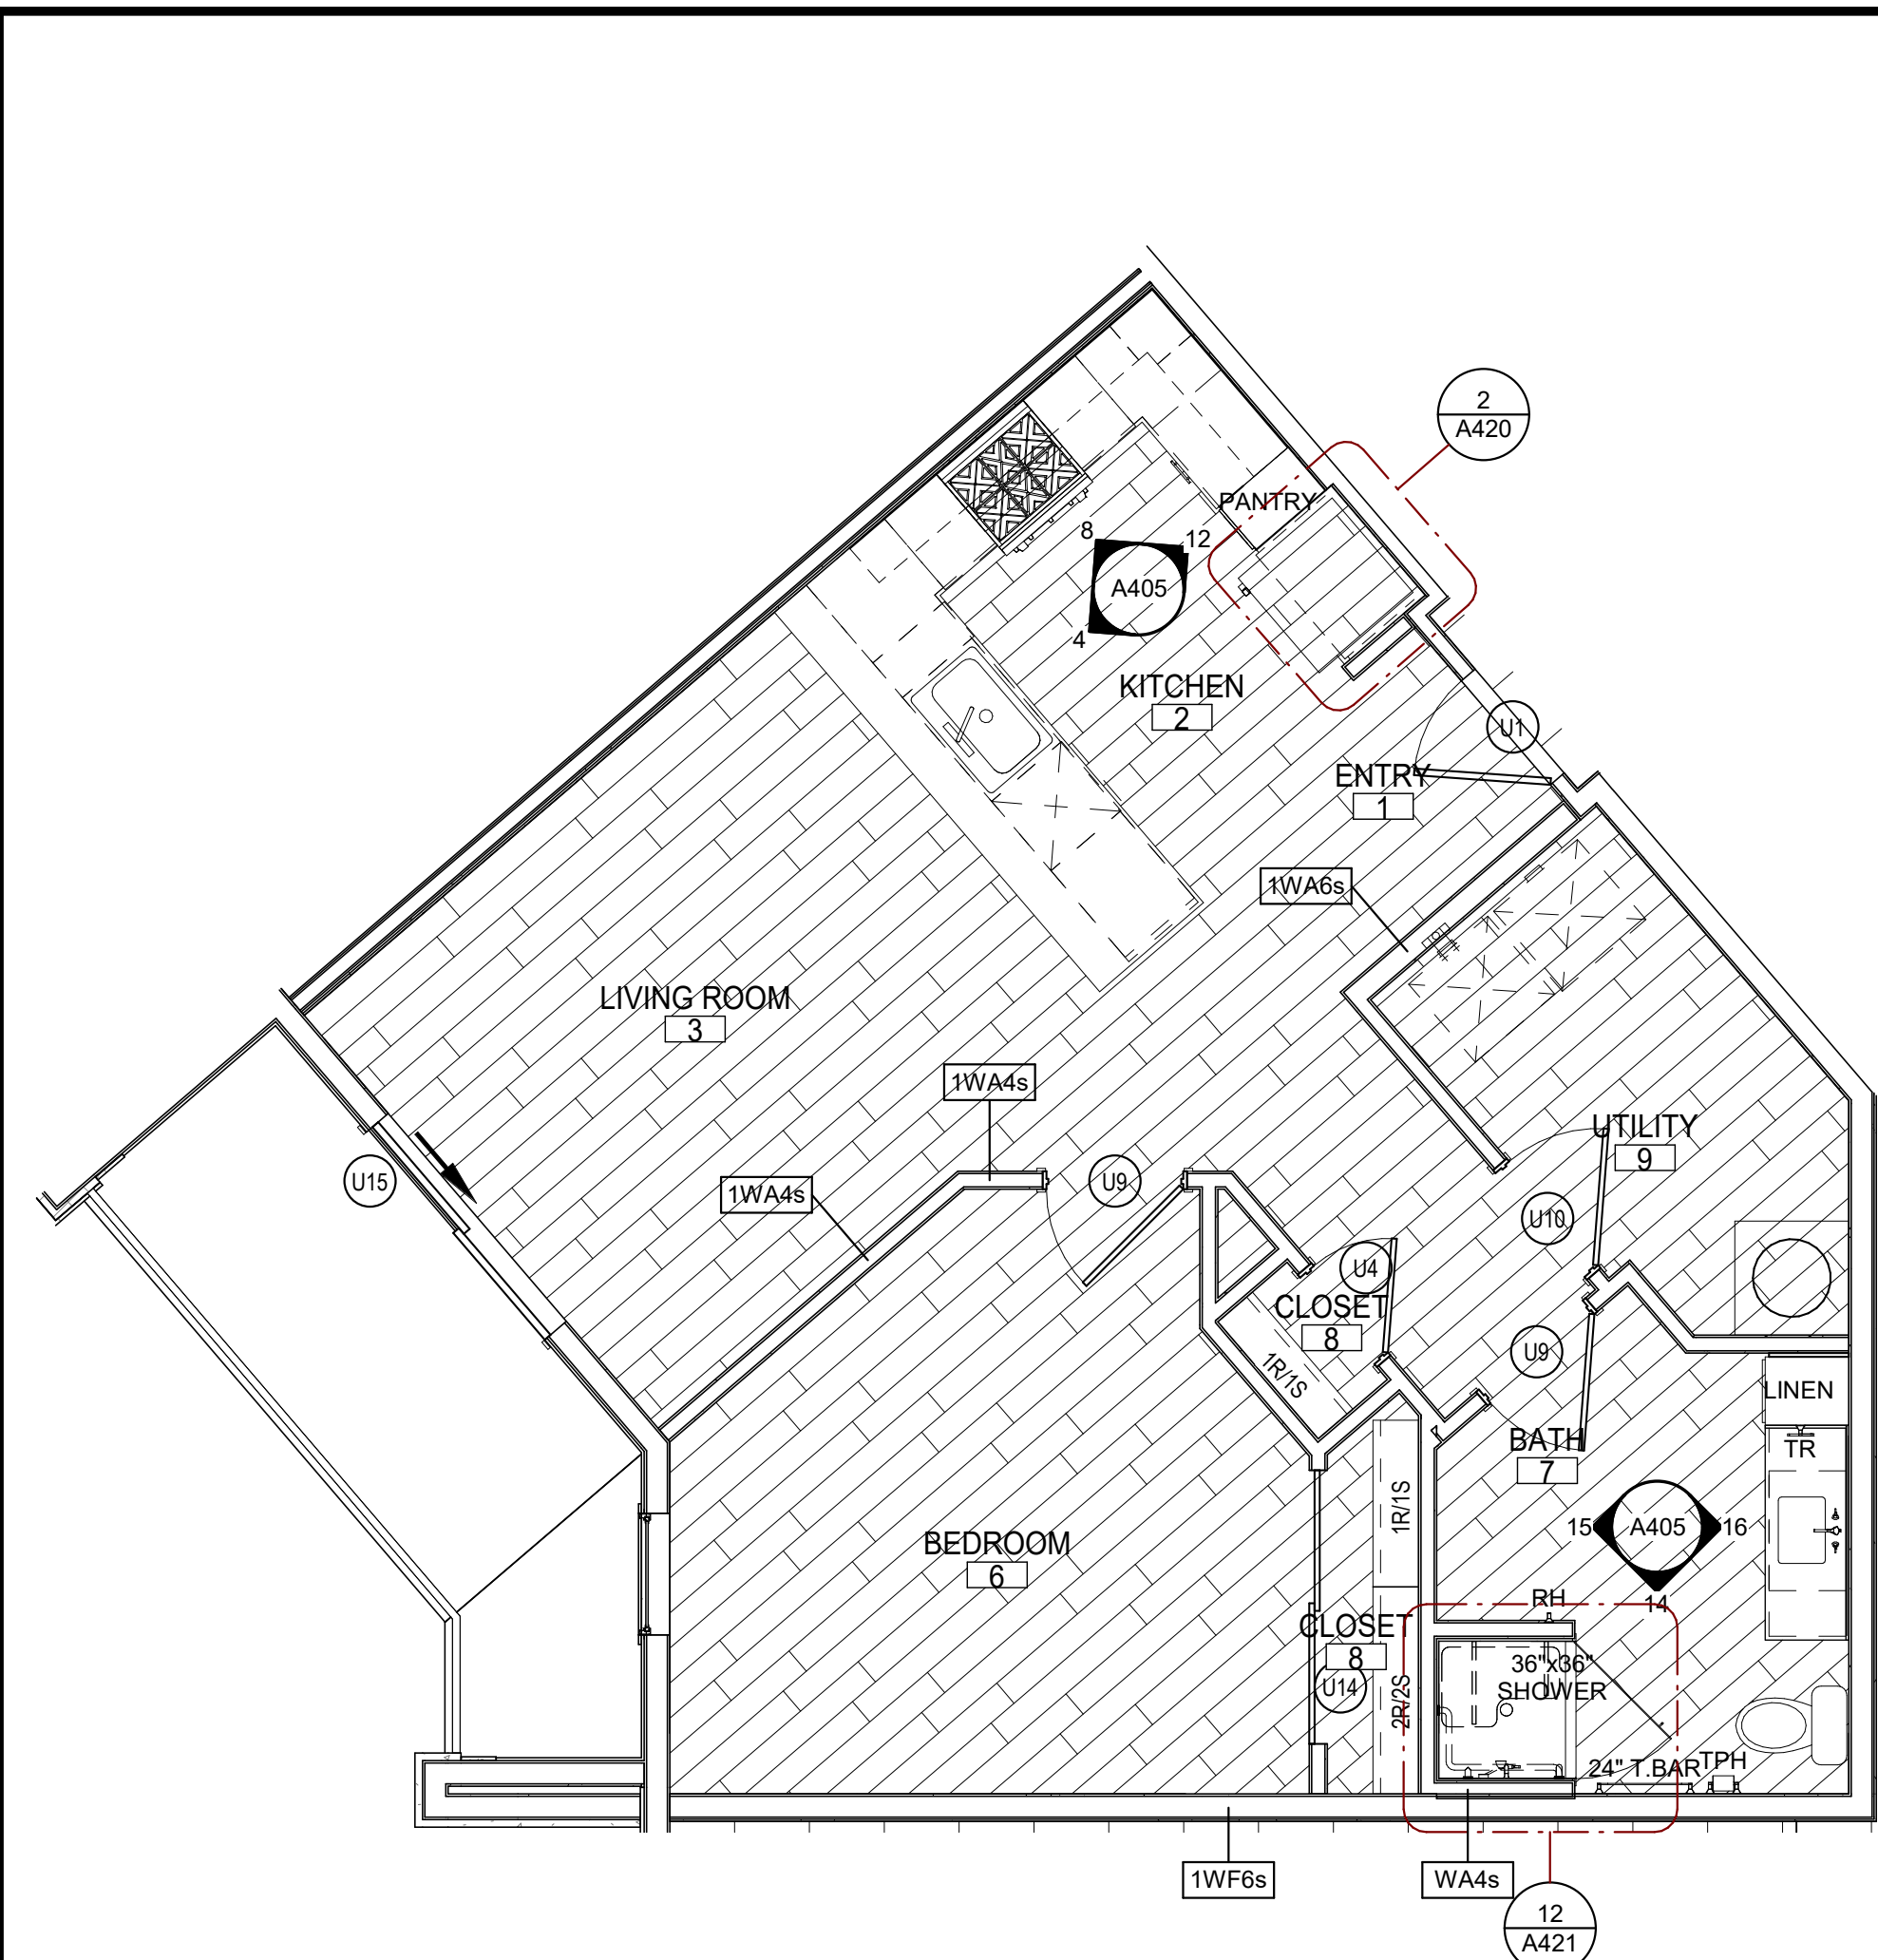 2
A420
PANTRY
8
12
A405
4
KITCHEN
2
U1
ENTRY
1
1WA6s
LIVING ROOM
3
1WA4s
UTILITY
9
U15
1WA4s
U9
U10
U4
CLOSET
8
U9
1R/1S
LINEN
BATH
7
TR
1R/1S
15
A405
16
14
BEDROOM
6
RH
CLOSET
8
36"x36"
SHOWER
U14
2R/2S
24" T.BAR
TPH
1WF6s
WA4s
12
A421